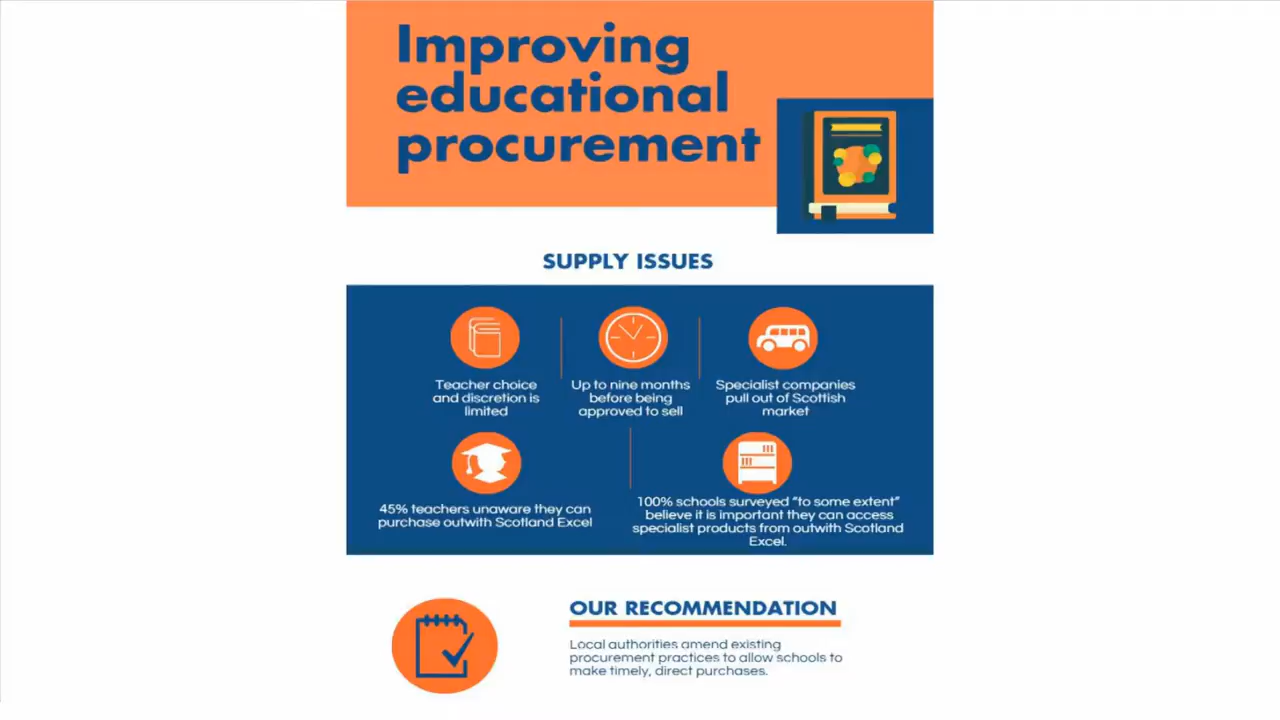 Improving
educational
procurement
SUPPLY ISSUES
Teacher choice
and discretion is
limited
Up to nine months
before being
approved to sell
Specialist companies
pull out of Scottish
market
45% teachers unaware they can
purchase outwith Scotland Excel
100% schools surveyed “to some extent”
believe it is important they can access
specialist products from outwith Scotland
Excel.
OUR RECOMMENDATION
Local authorities amend existing
procurement practices to allow schools to
make timely, direct purchases.